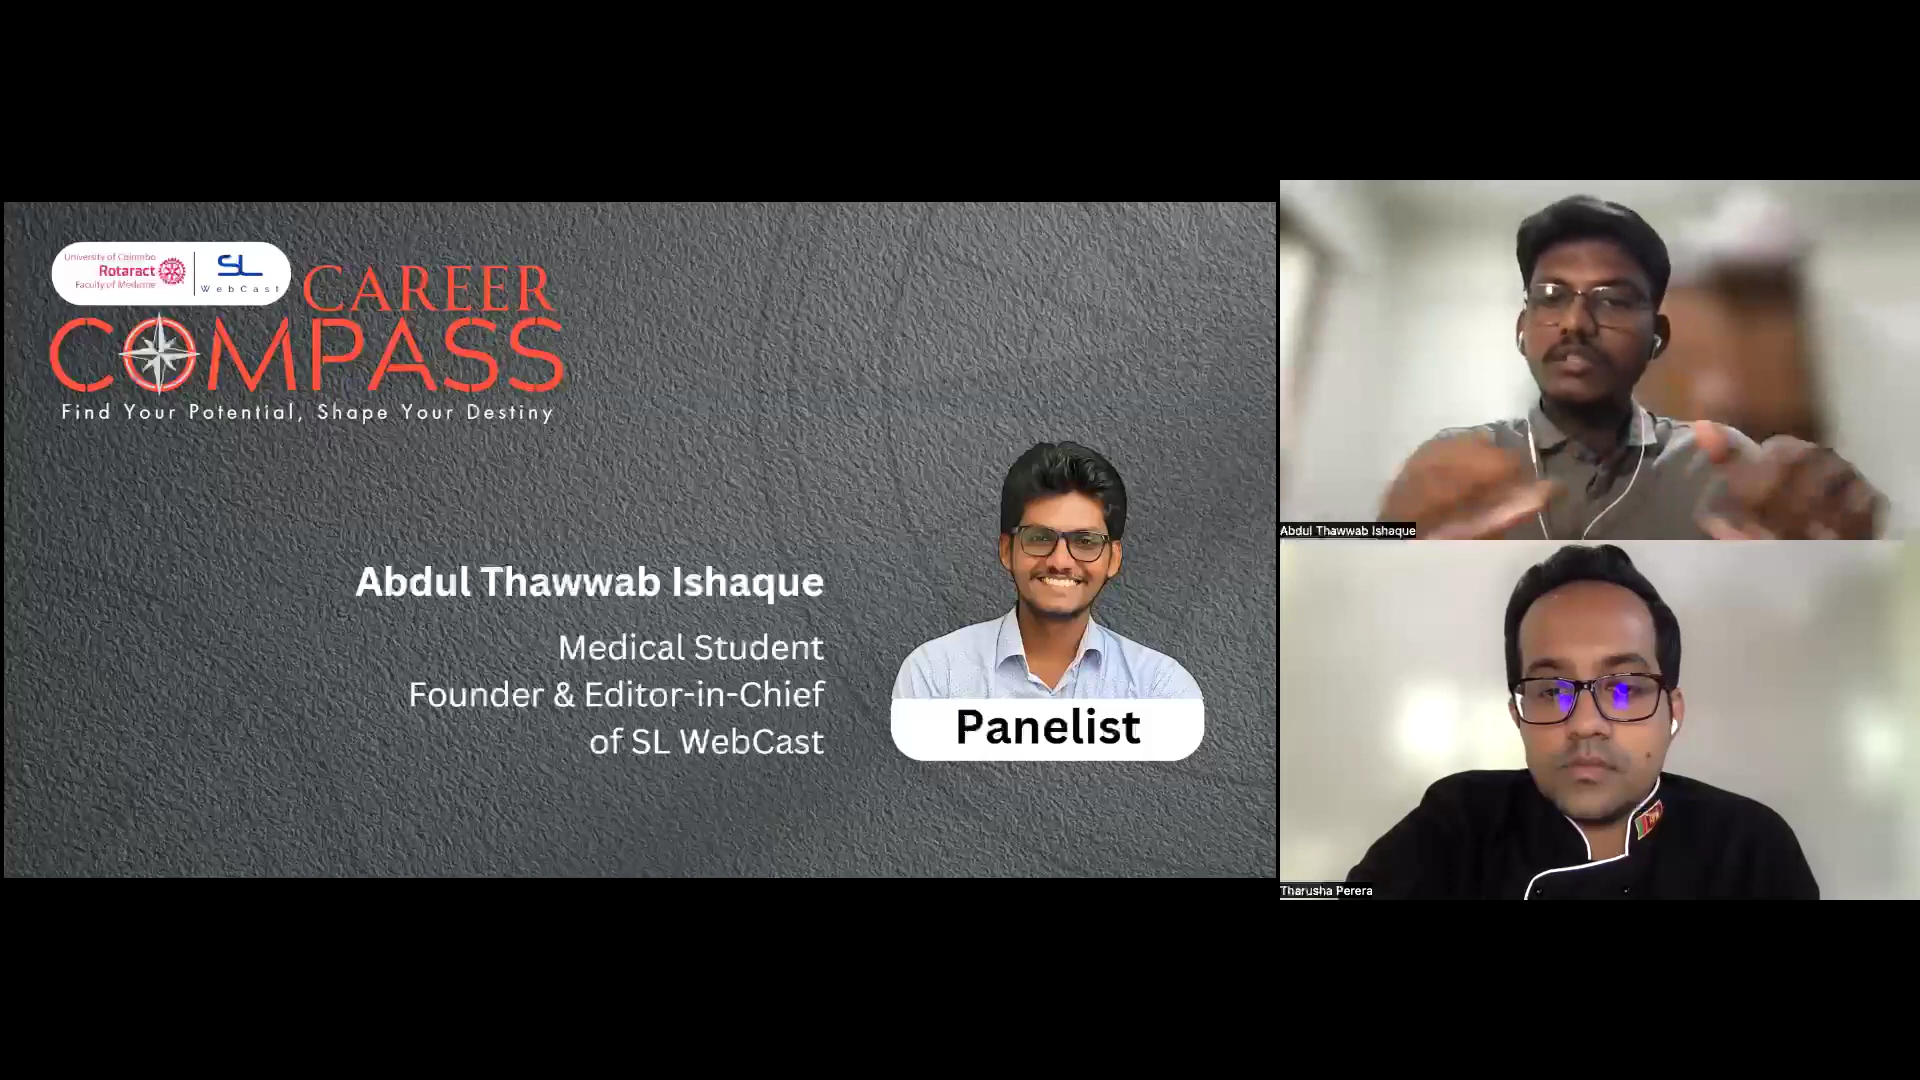 University of Colombo
Rotaract
Faculty of Medicine
SL
WebCast
CAREER
COMPASS
Find Your Potential, Shape Your Destiny
Abdul Thawwab Ishaque
Medical Student
Founder & Editor-in-Chief
of SL WebCast
Panelist
Abdul Thawwab Ishaque
Tharusha Perera